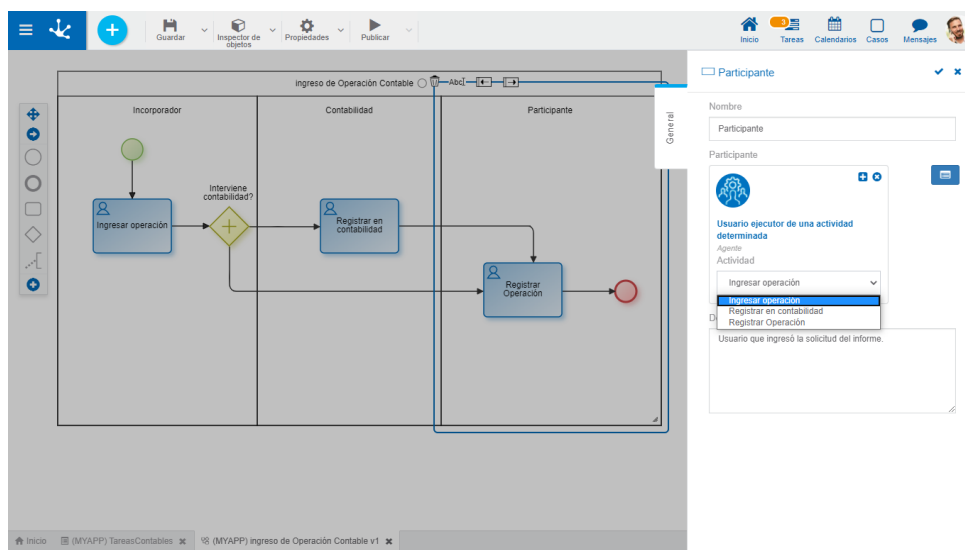 Guardar
Inspector de
objetos
Propiedades
Publicar
Inicio
3
Tareas
Calendarios
Casos
Mensajes
ingreso de Operación Contable
Abc
Incorporador
Contabilidad
Participante
Ingresar operación
Interviene
contabilidad?
Registrar en
contabilidad
Registrar
Operación
General
Participante
Nombre
Participante
Participante
Usuario ejecutor de una actividad
determinada
Agente
Actividad
Ingresar operación
Ingresar operación
Registrar en contabilidad
Registrar Operación
Usuario que ingresó la solicitud del informe.
Inicio
(MYAPP) TareasContables
(MYAPP) ingreso de Operación Contable v1